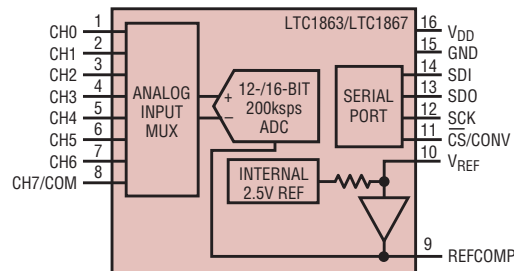 LTC1863/LTC1867
CH0 1
CH1 2
CH2 3
CH3 4
CH4 5
CH5 6
CH6 7
CH7/COM 8
ANALOG
INPUT
MUX
+
–
12-/16-BIT
200ksps
ADC
SERIAL
PORT
INTERNAL
2.5V REF
16 VDD
15 GND
14 SDI
13 SDO
12 SCK
11 C̅S̅/CONV
10 VREF
9 REFCOMP